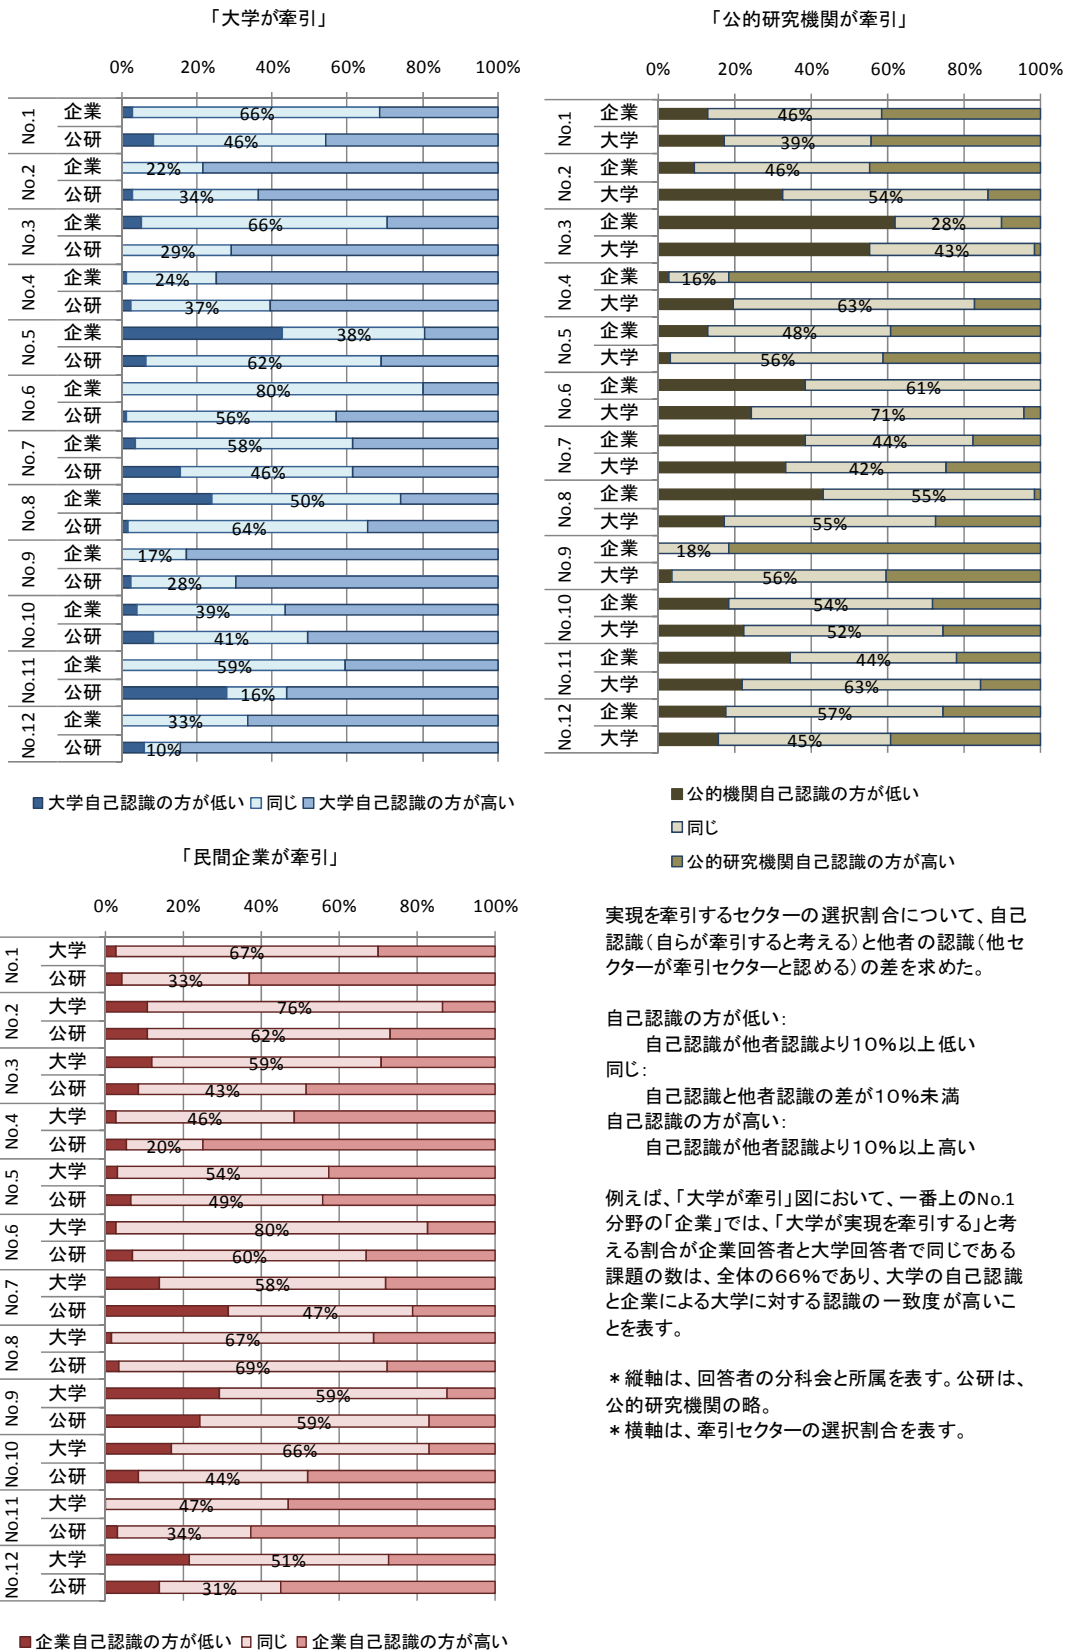 「大学が牽引」
0% 20% 40% 60% 80% 100%
No.1 企業 66%
公研 46%
No.2 企業 22%
公研 34%
No.3 企業 66%
公研 29%
No.4 企業 24%
公研 37%
No.5 企業 38%
公研 62%
No.6 企業 80%
公研 56%
No.7 企業 58%
公研 46%
No.8 企業 50%
公研 64%
No.9 企業 17%
公研 28%
No.10 企業 39%
公研 41%
No.11 企業 59%
公研 16%
No.12 企業 33%
公研 10%
大学自己認識の方が低い 同じ 大学自己認識の方が高い
「公的研究機関が牽引」
0% 20% 40% 60% 80% 100%
No.1 企業 46%
大学 39%
No.2 企業 46%
大学 54%
No.3 企業 28%
大学 43%
No.4 企業 16%
大学 63%
No.5 企業 48%
大学 56%
No.6 企業 61%
大学 71%
No.7 企業 44%
大学 42%
No.8 企業 55%
大学 55%
No.9 企業 18%
大学 56%
No.10 企業 54%
大学 52%
No.11 企業 44%
大学 63%
No.12 企業 57%
大学 45%
公的機関自己認識の方が低い
同じ
公的研究機関自己認識の方が高い
「民間企業が牽引」
0% 20% 40% 60% 80% 100%
No.1 大学 67%
公研 33%
No.2 大学 76%
公研 62%
No.3 大学 59%
公研 43%
No.4 大学 46%
公研 20%
No.5 大学 54%
公研 49%
No.6 大学 80%
公研 60%
No.7 大学 58%
公研 47%
No.8 大学 67%
公研 69%
No.9 大学 59%
公研 59%
No.10 大学 66%
公研 44%
No.11 大学 47%
公研 34%
No.12 大学 51%
公研 31%
企業自己認識の方が低い 同じ 企業自己認識の方が高い
実現を牽引するセクターの選択割合について、自己
認識(自らが牽引すると考える)と他者の認識(他セ
クターが牽引セクターと認める)の差を求めた。
自己認識の方が低い:
自己認識が他者認識より10%以上低い
同じ:
自己認識と他者認識の差が10%未満
自己認識の方が高い:
自己認識が他者認識より10%以上高い
例えば、「大学が牽引」図において、一番上のNo.1
分野の「企業」では、「大学が実現を牽引する」と考
える割合が企業回答者と大学回答者で同じである
課題の数は、全体の66%であり、大学の自己認識
と企業による大学に対する認識の一致度が高いこ
とを表す。
*縦軸は、回答者の分科会と所属を表す。公研は、
公的研究機関の略。
*横軸は、牽引セクターの選択割合を表す。